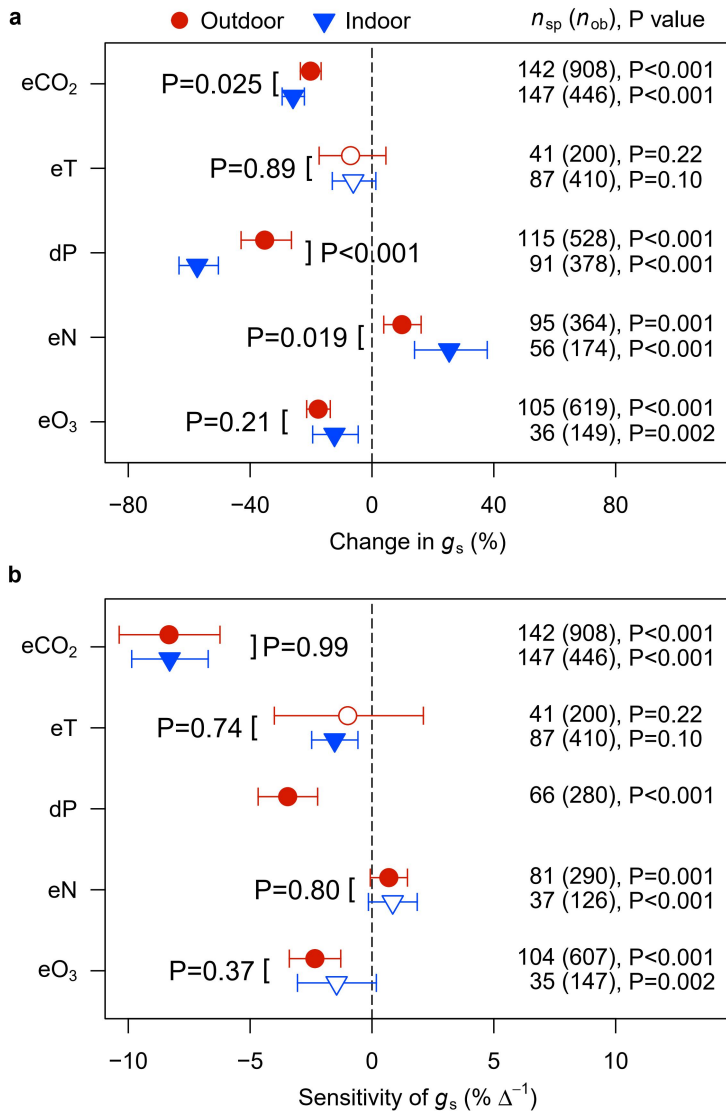 a
Outdoor Indoor nsp (nob), P value
eCO2 P=0.025 [ 142 (908), P<0.001
147 (446), P<0.001
eT P=0.89 [ 41 (200), P=0.22
87 (410), P=0.10
dP ] P<0.001 115 (528), P<0.001
91 (378), P<0.001
eN P=0.019 [ 95 (364), P=0.001
56 (174), P<0.001
eO3 P=0.21 [ 105 (619), P<0.001
36 (149), P=0.002
−80 −40 0 40 80
Change in gs (%)
b
eCO2 ]P=0.99 142 (908), P<0.001
147 (446), P<0.001
eT P=0.74 [ 41 (200), P=0.22
87 (410), P=0.10
dP 66 (280), P<0.001
eN P=0.80 [ 81 (290), P=0.001
37 (126), P<0.001
eO3 P=0.37 [ 104 (607), P<0.001
35 (147), P=0.002
−10 −5 0 5 10
Sensitivity of gs (% Δ−1)